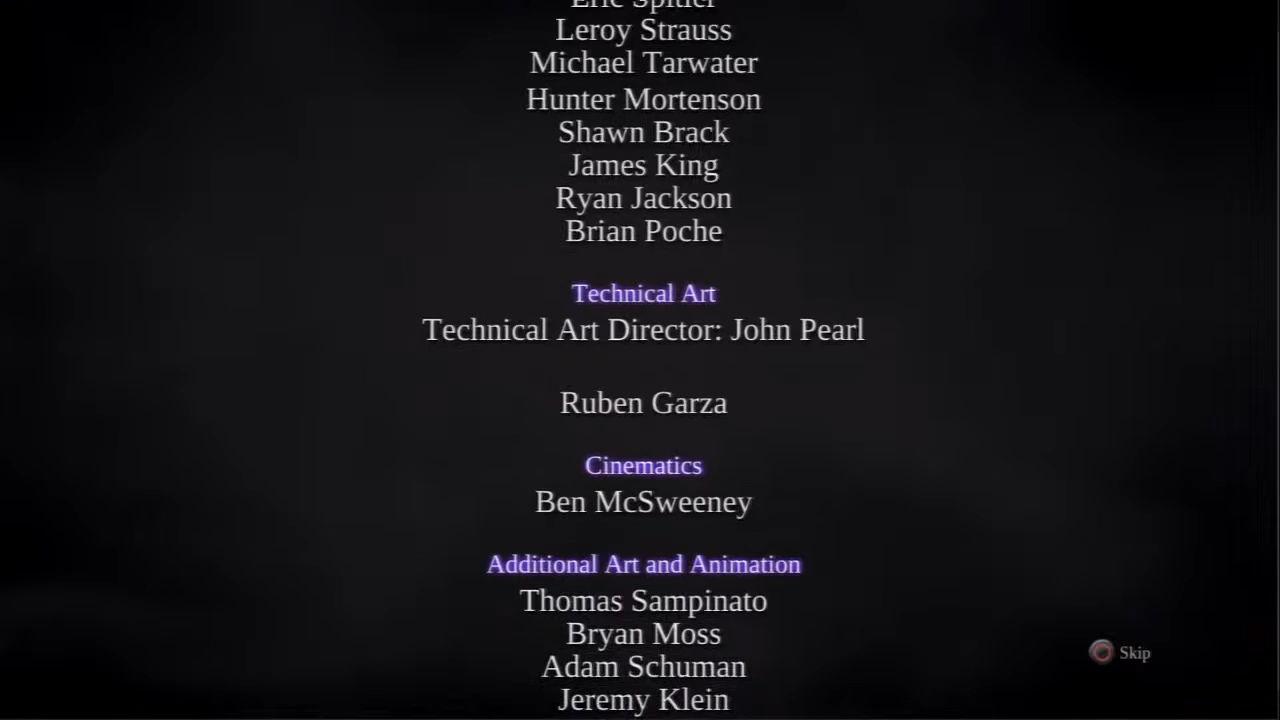 Eric Spitler
Leroy Strauss
Michael Tarwater
Hunter Mortenson
Shawn Brack
James King
Ryan Jackson
Brian Poche
Technical Art
Technical Art Director: John Pearl
Ruben Garza
Cinematics
Ben McSweeney
Additional Art and Animation
Thomas Sampinato
Bryan Moss
Adam Schuman
Jeremy Klein
Skip